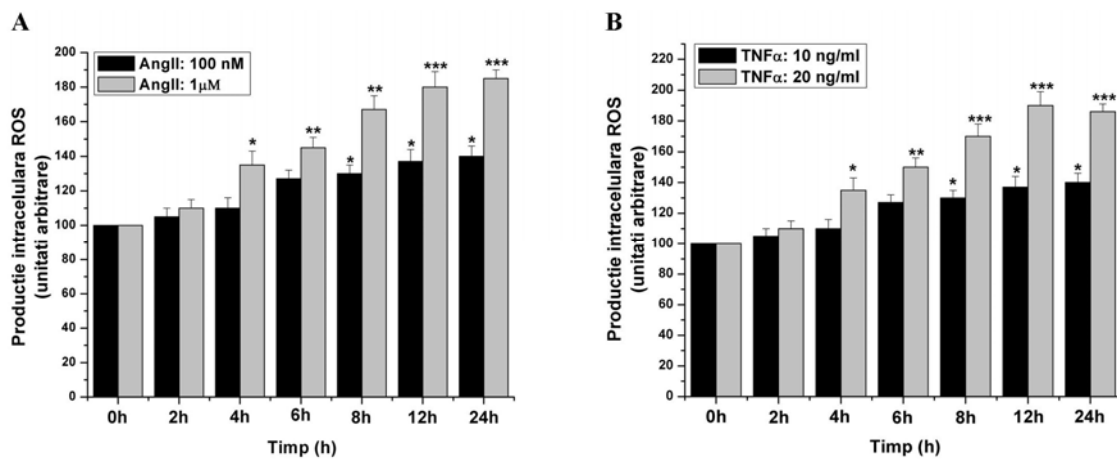 A
AngII: 100 nM
AngII: 1µM
Productie intracelulara ROS
(unitati arbitrare)
200
180
160
140
120
100
80
60
40
20
0
*
**
**
*
***
*
***
*
0h 2h 4h 6h 8h 12h 24h
Timp (h)
B
TNFα: 10 ng/ml
TNFα: 20 ng/ml
Productie intracelulara ROS
(unitati arbitrare)
220
200
180
160
140
120
100
80
60
40
20
0
*
**
***
*
***
*
***
*
0h 2h 4h 6h 8h 12h 24h
Timp (h)